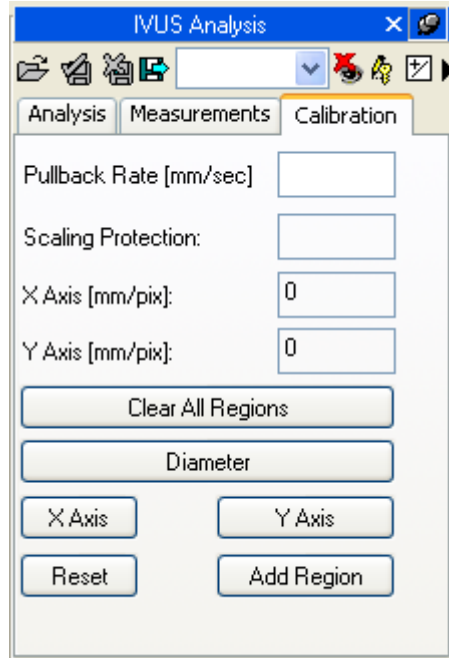 IVUS Analysis
Analysis Measurements Calibration
Pullback Rate [mm/sec]
Scaling Protection:
X Axis [mm/pix]: 0
Y Axis [mm/pix]: 0
Clear All Regions
Diameter
X Axis Y Axis
Reset Add Region